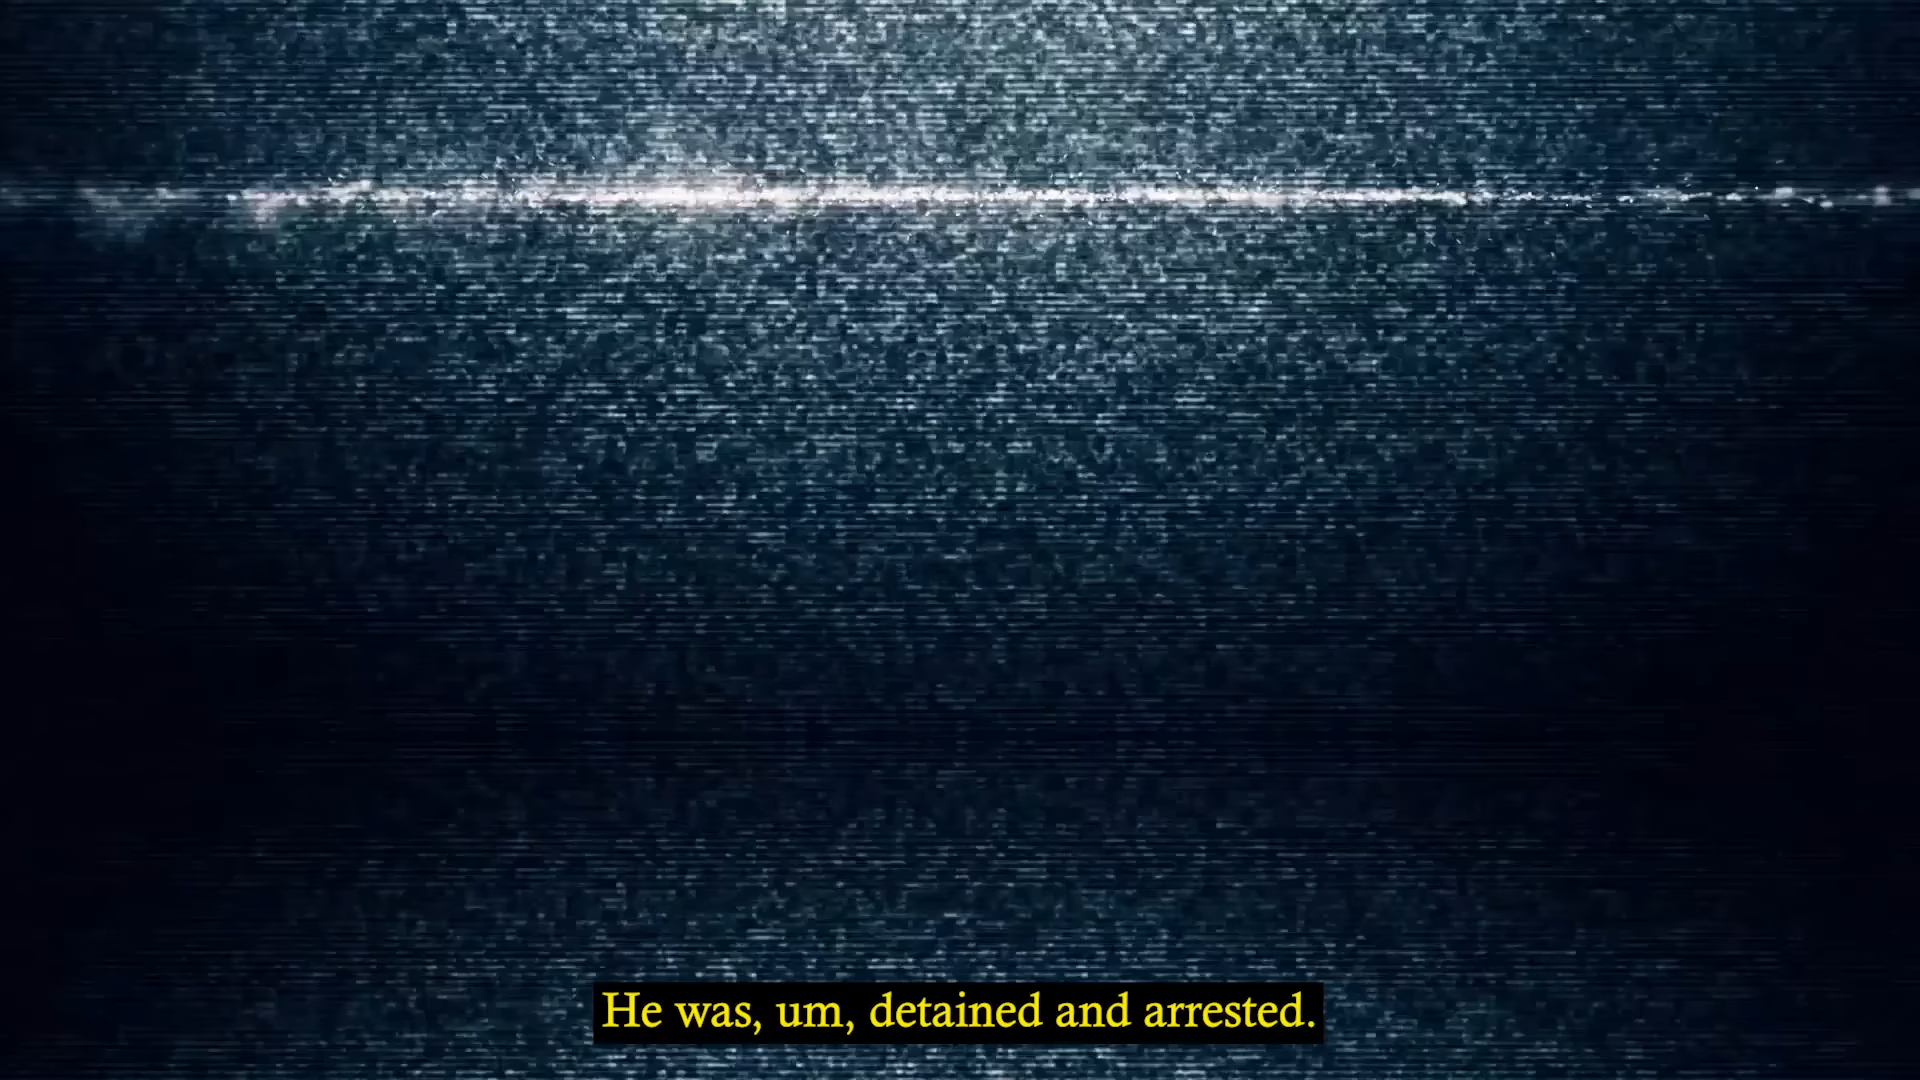 He was, um, detained and arrested.